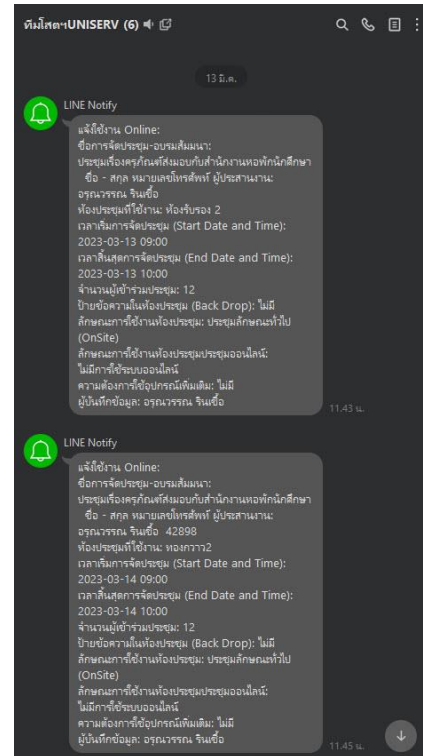 ทีมโสตฯUNISERV (6)
13 มี.ค.
LINE Notify
แจ้งใช้งาน Online:
ชื่อการจัดประชุม-อบรมสัมมนา:
ประชุมเรื่องครุภัณฑ์ส่งมอบกับสำนักงานหอพักนักศึกษา
ชื่อ - สกุล หมายเลขโทรศัพท์ ผู้ประสานงาน:
อรุณวรรณ รินเชื้อ
ห้องประชุมที่ใช้งาน: ห้องรับรอง 2
เวลาเริ่มการจัดประชุม (Start Date and Time):
2023-03-13 09:00
เวลาสิ้นสุดการจัดประชุม (End Date and Time):
2023-03-13 10:00
จำนวนผู้เข้าร่วมประชุม: 12
ป้ายข้อความในห้องประชุม (Back Drop): ไม่มี
ลักษณะการใช้งานห้องประชุม: ประชุมลักษณะทั่วไป
(OnSite)
ลักษณะการใช้งานห้องประชุมประชุมออนไลน์:
ไม่มีการใช้ระบบออนไลน์
ความต้องการใช้อุปกรณ์เพิ่มเติม: ไม่มี
ผู้บันทึกข้อมูล: อรุณวรรณ รินเชื้อ
11.43 น.
LINE Notify
แจ้งใช้งาน Online:
ชื่อการจัดประชุม-อบรมสัมมนา:
ประชุมเรื่องครุภัณฑ์ส่งมอบกับสำนักงานหอพักนักศึกษา
ชื่อ - สกุล หมายเลขโทรศัพท์ ผู้ประสานงาน:
อรุณวรรณ รินเชื้อ 42898
ห้องประชุมที่ใช้งาน: ทองกวาว2
เวลาเริ่มการจัดประชุม (Start Date and Time):
2023-03-14 09:00
เวลาสิ้นสุดการจัดประชุม (End Date and Time):
2023-03-14 10:00
จำนวนผู้เข้าร่วมประชุม: 12
ป้ายข้อความในห้องประชุม (Back Drop): ไม่มี
ลักษณะการใช้งานห้องประชุม: ประชุมลักษณะทั่วไป
(OnSite)
ลักษณะการใช้งานห้องประชุมประชุมออนไลน์:
ไม่มีการใช้ระบบออนไลน์
ความต้องการใช้อุปกรณ์เพิ่มเติม: ไม่มี
ผู้บันทึกข้อมูล: อรุณวรรณ รินเชื้อ
11.45 น.